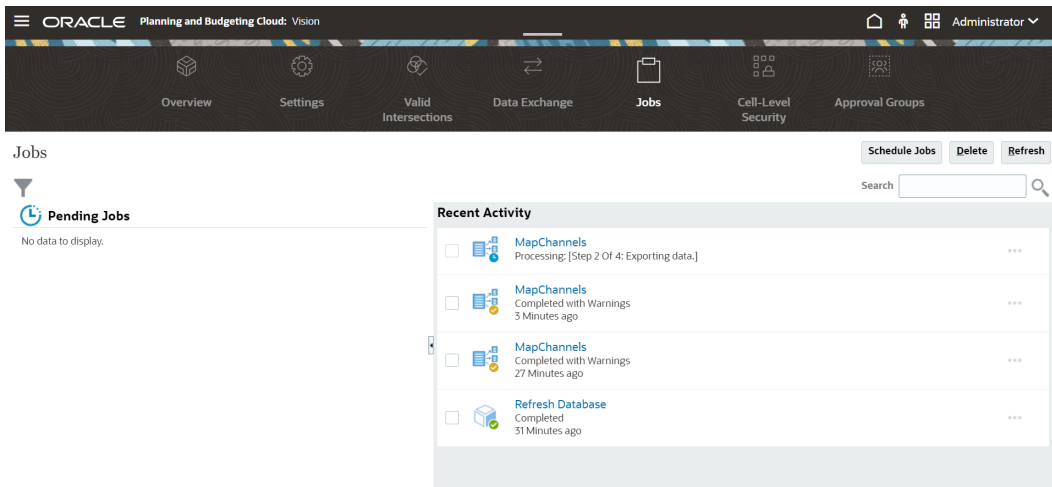 ORACLE Planning and Budgeting Cloud: Vision
Administrator
Overview
Settings
Valid
Intersections
Data Exchange
Jobs
Cell-Level
Security
Approval Groups
Jobs
Schedule Jobs
Delete
Refresh
Search
Pending Jobs
No data to display.
Recent Activity
MapChannels
Processing: [Step 2 Of 4: Exporting data.]
MapChannels
Completed with Warnings
3 Minutes ago
MapChannels
Completed with Warnings
27 Minutes ago
Refresh Database
Completed
31 Minutes ago